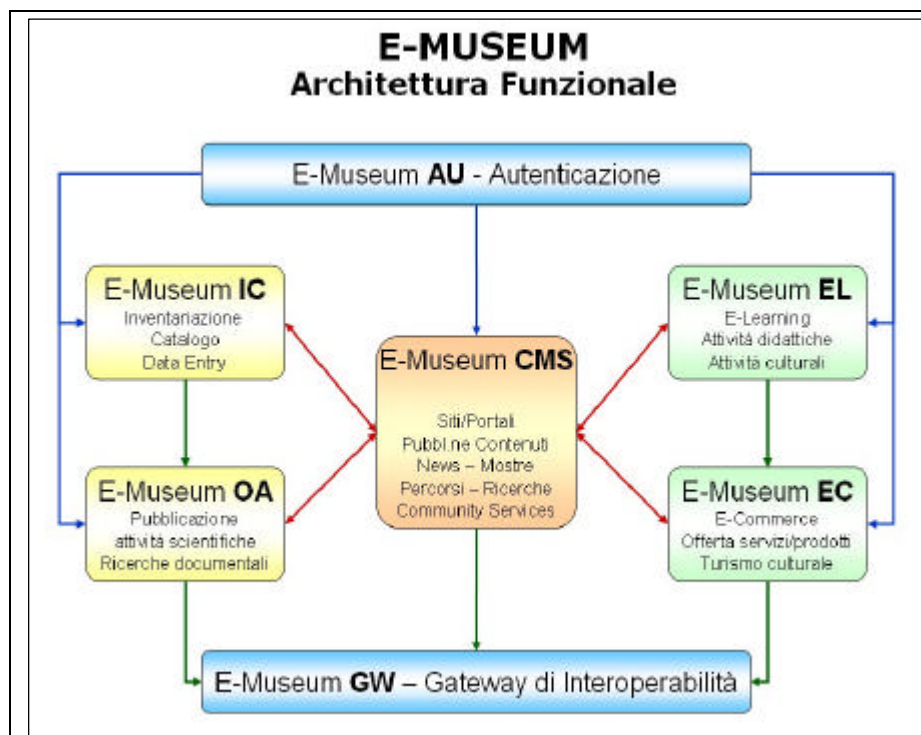 E-MUSEUM
Architettura Funzionale
E-Museum AU - Autenticazione
E-Museum IC
Inventariazione
Catalogo
Data Entry
E-Museum OA
Pubblicazione
attività scientifiche
Ricerche documentali
E-Museum CMS
Siti/Portali
Pubbl.ne Contenuti
News – Mostre
Percorsi – Ricerche
Community Services
E-Museum EL
E-Learning
Attività didattiche
Attività culturali
E-Museum EC
E-Commerce
Offerta servizi/prodotti
Turismo culturale
E-Museum GW – Gateway di Interoperabilità